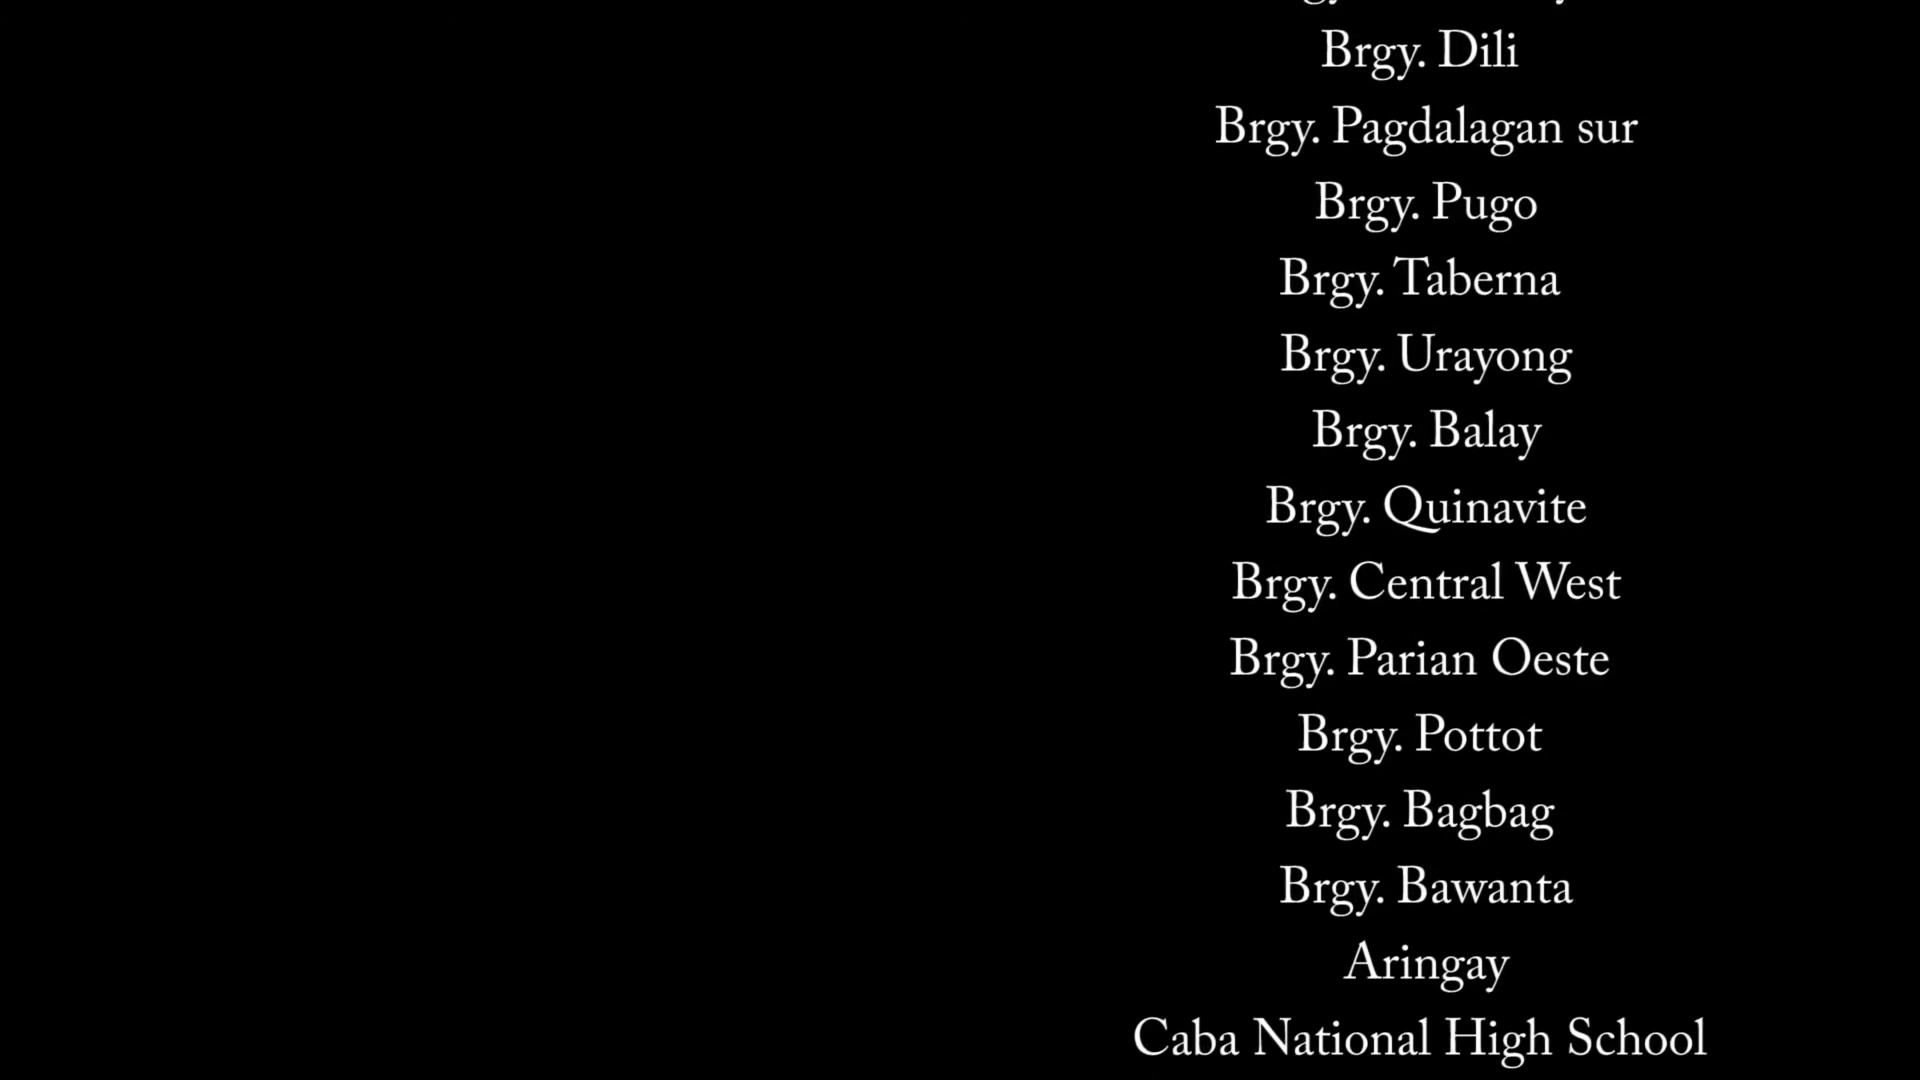 Brgy. Dili
Brgy. Pagdalagan sur
Brgy. Pugo
Brgy. Taberna
Brgy. Urayong
Brgy. Balay
Brgy. Quinavite
Brgy. Central West
Brgy. Parian Oeste
Brgy. Pottot
Brgy. Bagbag
Brgy. Bawanta
Aringay
Caba National High School